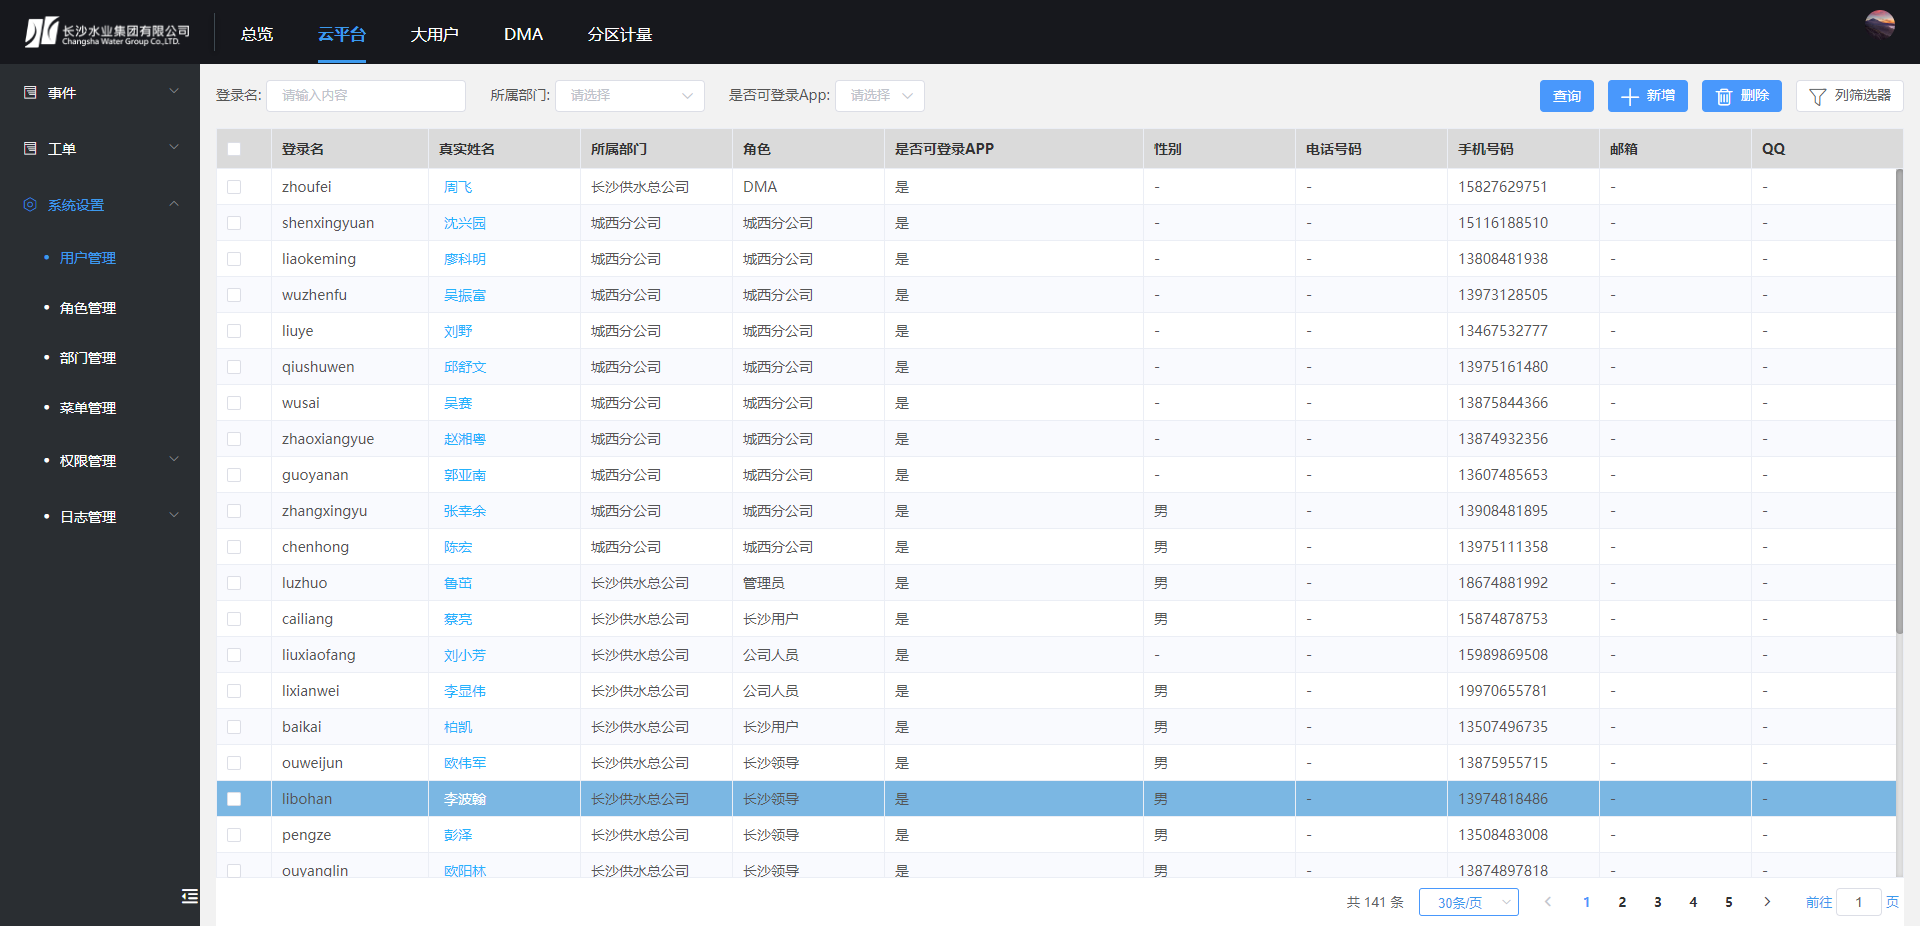 长沙水业集团有限公司
Changsha Water Group Co.,LTD.
总览 云平台 大用户 DMA 分区计量
事件
工单
系统设置
用户管理
角色管理
部门管理
菜单管理
权限管理
日志管理
登录名: 请输入内容 所属部门: 请选择 是否可登录App: 请选择 查询 新增 删除 列筛选器
登录名 真实姓名 所属部门 角色 是否可登录APP 性别 电话号码 手机号码 邮箱 QQ
zhoufei 周飞 长沙供水总公司 DMA 是 - - 15827629751 - -
shenxingyuan 沈兴园 城西分公司 城西分公司 是 - - 15116188510 - -
liaokeming 廖科明 城西分公司 城西分公司 是 - - 13808481938 - -
wuzhenfu 吴振富 城西分公司 城西分公司 是 - - 13973128505 - -
liuye 刘野 城西分公司 城西分公司 是 - - 13467532777 - -
qiushuwen 邱舒文 城西分公司 城西分公司 是 - - 13975161480 - -
wusai 吴赛 城西分公司 城西分公司 是 - - 13875844366 - -
zhaoxiangyue 赵湘粤 城西分公司 城西分公司 是 - - 13874932356 - -
guoyanan 郭亚南 城西分公司 城西分公司 是 - - 13607485653 - -
zhangxingyu 张幸余 城西分公司 城西分公司 是 男 - 13908481895 - -
chenhong 陈宏 城西分公司 城西分公司 是 男 - 13975111358 - -
luzhuo 鲁茁 长沙供水总公司 管理员 是 男 - 18674881992 - -
cailiang 蔡亮 长沙供水总公司 长沙用户 是 男 - 15874878753 - -
liuxiaofang 刘小芳 长沙供水总公司 公司人员 是 - - 15989869508 - -
lixianwei 李显伟 长沙供水总公司 公司人员 是 男 - 19970655781 - -
baikai 柏凯 长沙供水总公司 长沙用户 是 男 - 13507496735 - -
ouweijun 欧伟军 长沙供水总公司 长沙领导 是 男 - 13875955715 - -
libohan 李波翰 长沙供水总公司 长沙领导 是 男 - 13974818486 - -
pengze 彭泽 长沙供水总公司 长沙领导 是 男 - 13508483008 - -
ouyanglin 欧阳林 长沙供水总公司 长沙领导 是 男 - 13874897818 - -
共 141 条 30条/页 1 2 3 4 5 前往 1 页